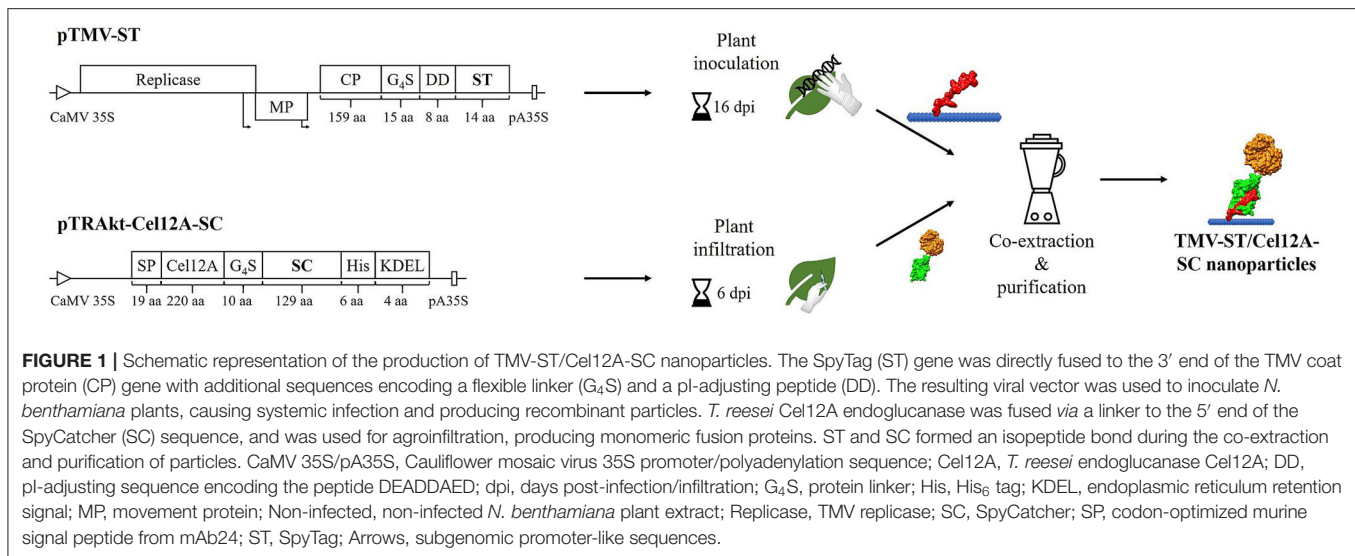 pTMV-ST
Replicase
MP
CP
G₄S
DD
ST
CaMV 35S
159 aa
15 aa
8 aa
14 aa
pA35S
Plant
inoculation
16 dpi
pTRAkt-Cel12A-SC
SP
Cel12A
G₄S
SC
His
KDEL
CaMV 35S
19 aa
220 aa
10 aa
129 aa
6 aa
4 aa
pA35S
Plant
infiltration
6 dpi
Co-extraction
&
purification
TMV-ST/Cel12A-
SC nanoparticles
FIGURE 1 | Schematic representation of the production of TMV-ST/Cel12A-SC nanoparticles. The SpyTag (ST) gene was directly fused to the 3′ end of the TMV coat
protein (CP) gene with additional sequences encoding a flexible linker (G₄S) and a pI-adjusting peptide (DD). The resulting viral vector was used to inoculate N.
benthamiana plants, causing systemic infection and producing recombinant particles. T. reesei Cel12A endoglucanase was fused via a linker to the 5′ end of the
SpyCatcher (SC) sequence, and was used for agroinfiltration, producing monomeric fusion proteins. ST and SC formed an isopeptide bond during the co-extraction
and purification of particles. CaMV 35S/pA35S, Cauliflower mosaic virus 35S promoter/polyadenylation sequence; Cel12A, T. reesei endoglucanase Cel12A; DD,
pI-adjusting sequence encoding the peptide DEADDAED; dpi, days post-infection/infiltration; G₄S, protein linker; His, His₆ tag; KDEL, endoplasmic reticulum retention
signal; MP, movement protein; Non-infected, non-infected N. benthamiana plant extract; Replicase, TMV replicase; SC, SpyCatcher; SP, codon-optimized murine
signal peptide from mAb24; ST, SpyTag; Arrows, subgenomic promoter-like sequences.